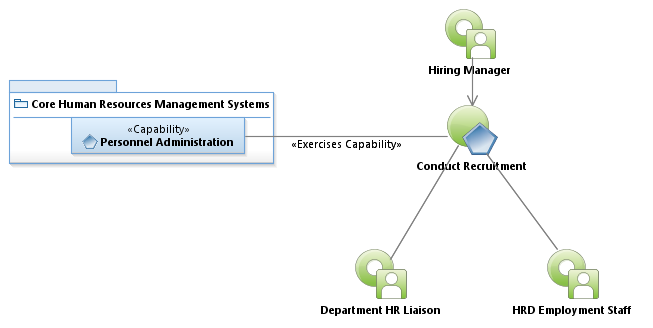 Hiring Manager
Core Human Resources Management Systems
«Capability»
Personnel Administration
«Exercises Capability»
Conduct Recruitment
Department HR Liaison
HRD Employment Staff